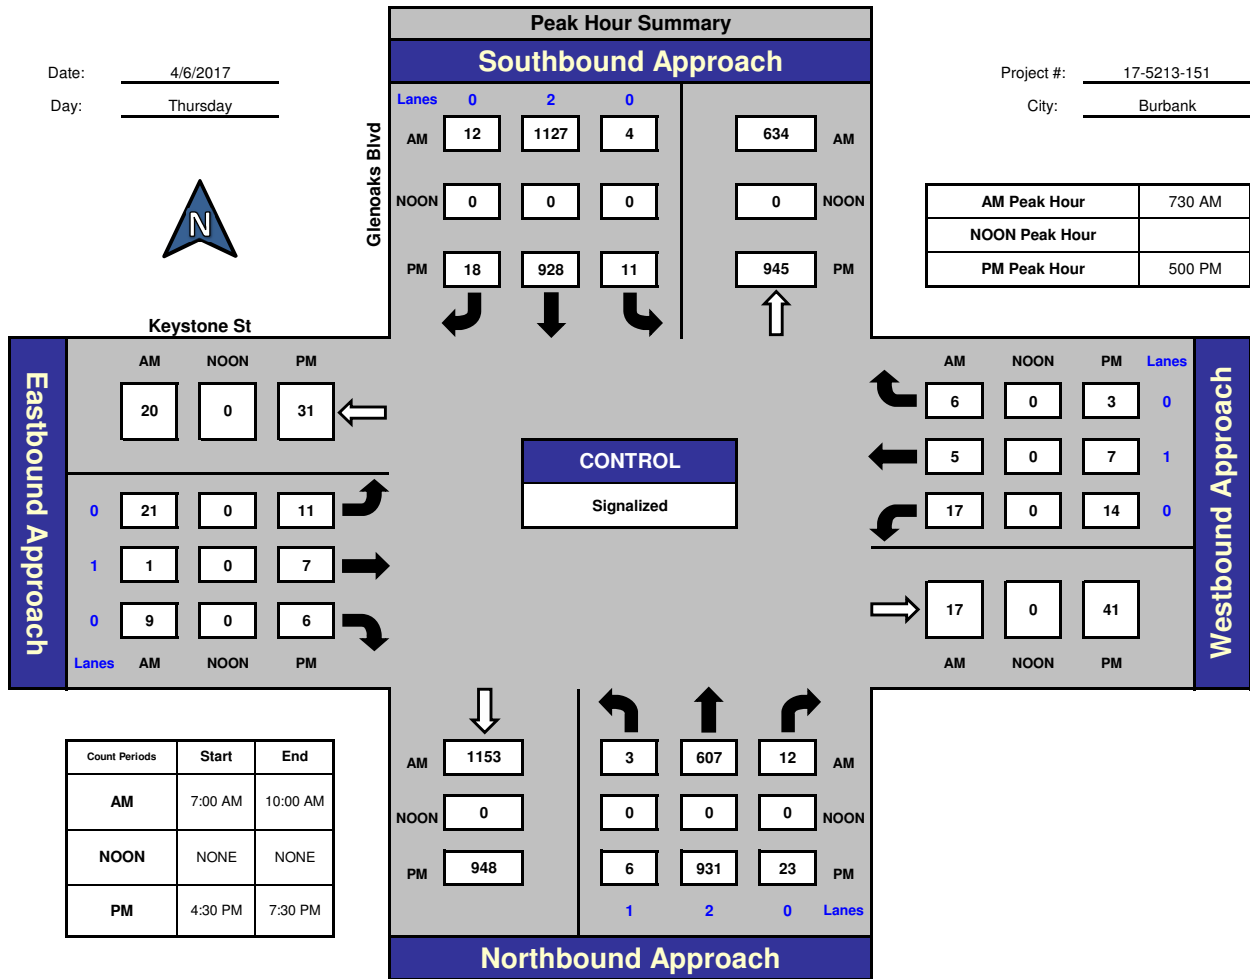 Peak Hour Summary
Southbound Approach
Date: 4/6/2017
Day: Thursday
Project #: 17-5213-151
City: Burbank
N
Glenoaks Blvd
Lanes 0 2 0
AM 12 1127 4 634 AM
NOON 0 0 0 0 NOON
PM 18 928 11 945 PM
AM Peak Hour 730 AM
NOON Peak Hour
PM Peak Hour 500 PM
Keystone St
Eastbound Approach
AM NOON PM
20 0 31
0 21 0 11
1 1 0 7
0 9 0 6
Lanes AM NOON PM
CONTROL
Signalized
AM NOON PM Lanes
6 0 3 0
5 0 7 1
17 0 14 0
17 0 41
AM NOON PM
Westbound Approach
Count Periods Start End
AM 7:00 AM 10:00 AM
NOON NONE NONE
PM 4:30 PM 7:30 PM
AM 1153 3 607 12 AM
NOON 0 0 0 0 NOON
PM 948 6 931 23 PM
1 2 0 Lanes
Northbound Approach